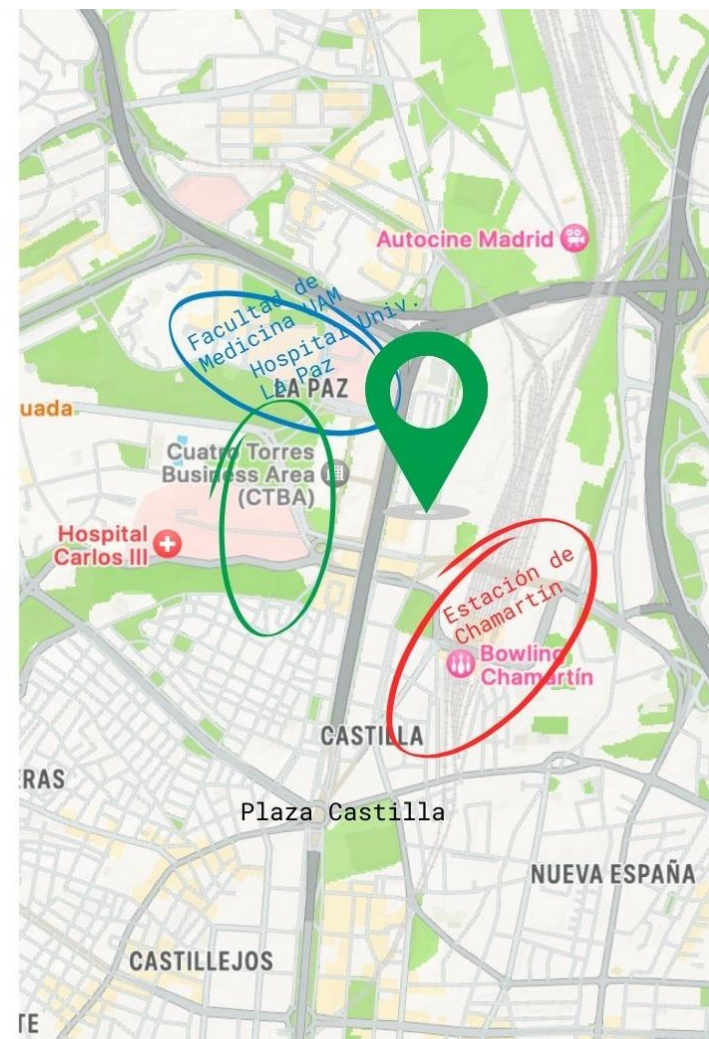 Autocine Madrid
Facultad de
Medicina UAM
Hospital Univ.
La Paz
LA PAZ
uada
Cuatro Torres
Business Area
(CTBA)
Hospital
Carlos III
Estación de
Chamartín
Bowling
Chamartín
CASTILLA
ERAS
Plaza Castilla
NUEVA ESPAÑA
CASTILLEJOS
TE